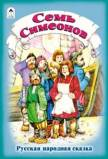 Семь Симеонов
Русская народная сказка